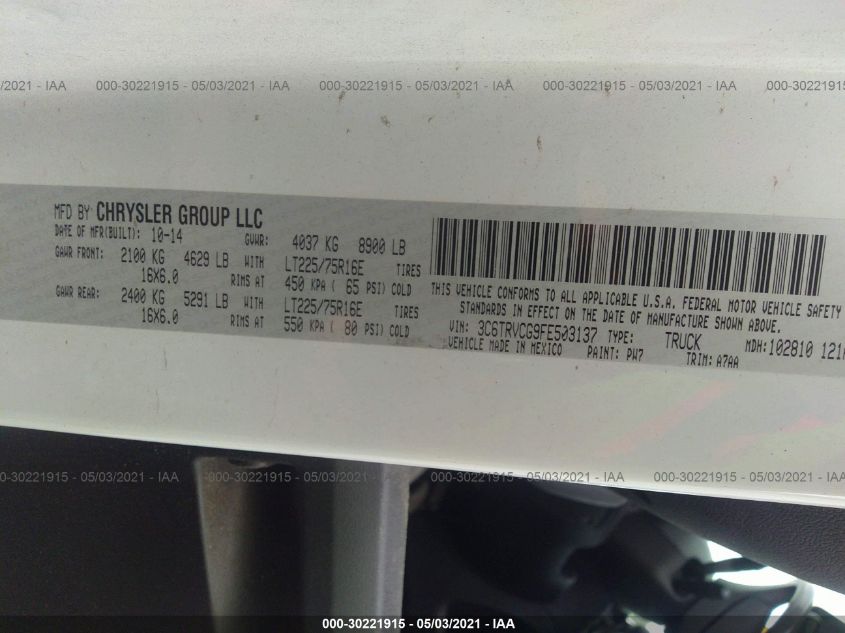 /2021 - IAA 000-30221915 - 05/03/2021 - IAA 000-30221915 - 05/03/2021 - IAA 000-30221915 - 05/03/2021 - IAA 000-30221915
MFD BY CHRYSLER GROUP LLC
DATE OF MFR(BUILT): 10-14 GVWR: 4037 KG 8900 LB
GAWR FRONT: 2100 KG 4629 LB WITH LT225/75R16E TIRES
16X6.0 RIMS AT 450 KPA ( 65 PSI) COLD
GAWR REAR: 2400 KG 5291 LB WITH LT225/75R16E TIRES
16X6.0 RIMS AT 550 KPA ( 80 PSI) COLD
THIS VEHICLE CONFORMS TO ALL APPLICABLE U.S.A. FEDERAL MOTOR VEHICLE SAFETY
STANDARDS IN EFFECT ON THE DATE OF MANUFACTURE SHOWN ABOVE.
VIN: 3C6TRVCG9FE503137 TYPE: TRUCK MDH:102810
VEHICLE MADE IN MEXICO PAINT: PW7 TRIM: A7AA
000-30221915 - 05/03/2021 - IAA 000-30221915 - 05/03/2021 - IAA 000-30221915 - 05/03/2021 - IAA 000-30221915 - 05/03/2021 - IAA
000-30221915 - 05/03/2021 - IAA